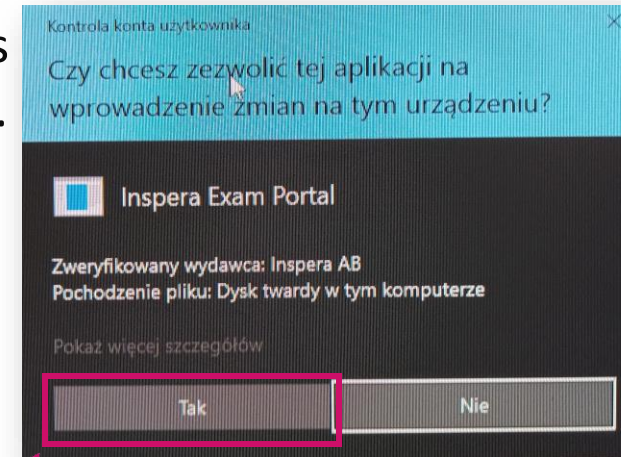 s
.
Kontrola konta użytkownika
Czy chcesz zezwolić tej aplikacji na
wprowadzenie zmian na tym urządzeniu?
Inspera Exam Portal
Zweryfikowany wydawca: Inspera AB
Pochodzenie pliku: Dysk twardy w tym komputerze
Pokaż więcej szczegółów
Tak
Nie